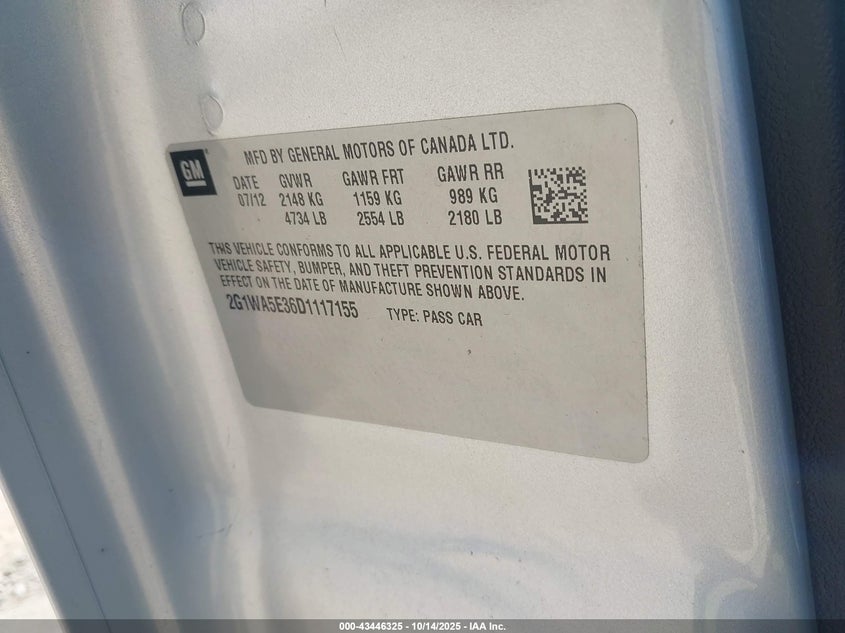 GM
MFD BY GENERAL MOTORS OF CANADA LTD.
DATE GVWR GAWR FRT GAWR RR
07/12 2148 KG 1159 KG 989 KG
4734 LB 2554 LB 2180 LB
THIS VEHICLE CONFORMS TO ALL APPLICABLE U.S. FEDERAL MOTOR
VEHICLE SAFETY, BUMPER, AND THEFT PREVENTION STANDARDS IN
EFFECT ON THE DATE OF MANUFACTURE SHOWN ABOVE.
2G1WA5E36D1117155 TYPE: PASS CAR
000-43446325 - 10/14/2025 - IAA Inc.